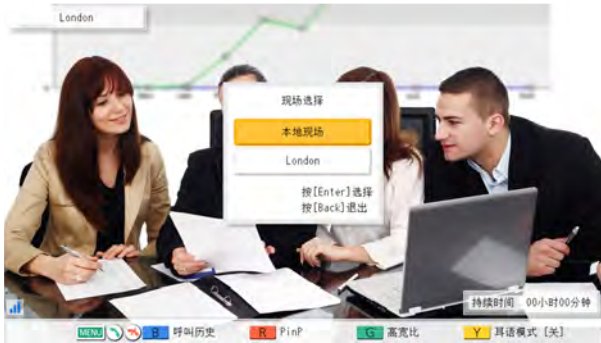 London
现场选择
本地现场
London
按[Enter]选择
按[Back]退出
持续时间 00小时00分钟
MENU B 呼叫历史 R PinP G 高宽比 Y 耳语模式 [关]